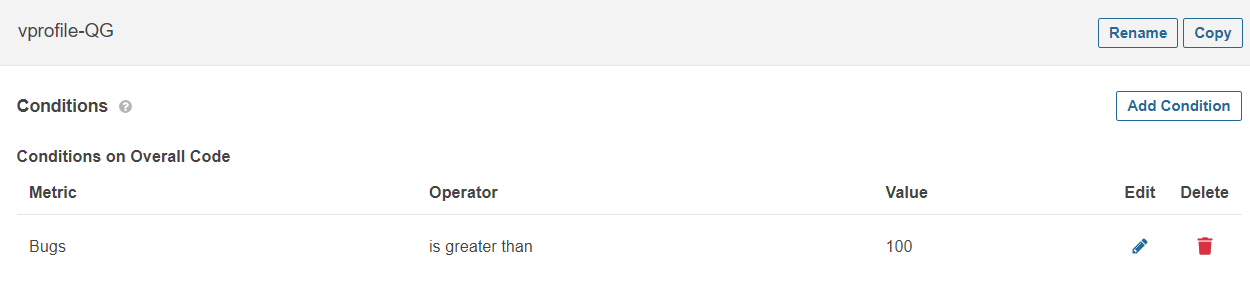 vprofile-QG
Rename Copy
Conditions ?
Add Condition
Conditions on Overall Code
Metric Operator Value Edit Delete
Bugs is greater than 100